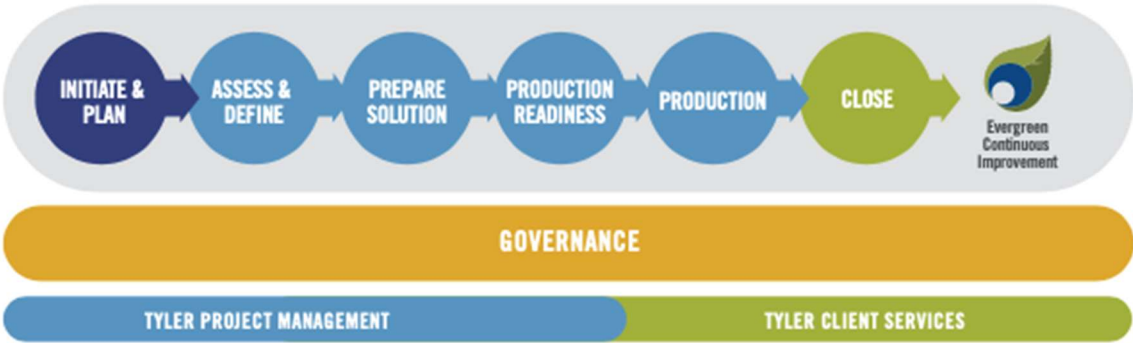 INITIATE &
PLAN
ASSESS &
DEFINE
PREPARE
SOLUTION
PRODUCTION
READINESS
PRODUCTION
CLOSE
Evergreen
Continuous
Improvement
GOVERNANCE
TYLER PROJECT MANAGEMENT
TYLER CLIENT SERVICES